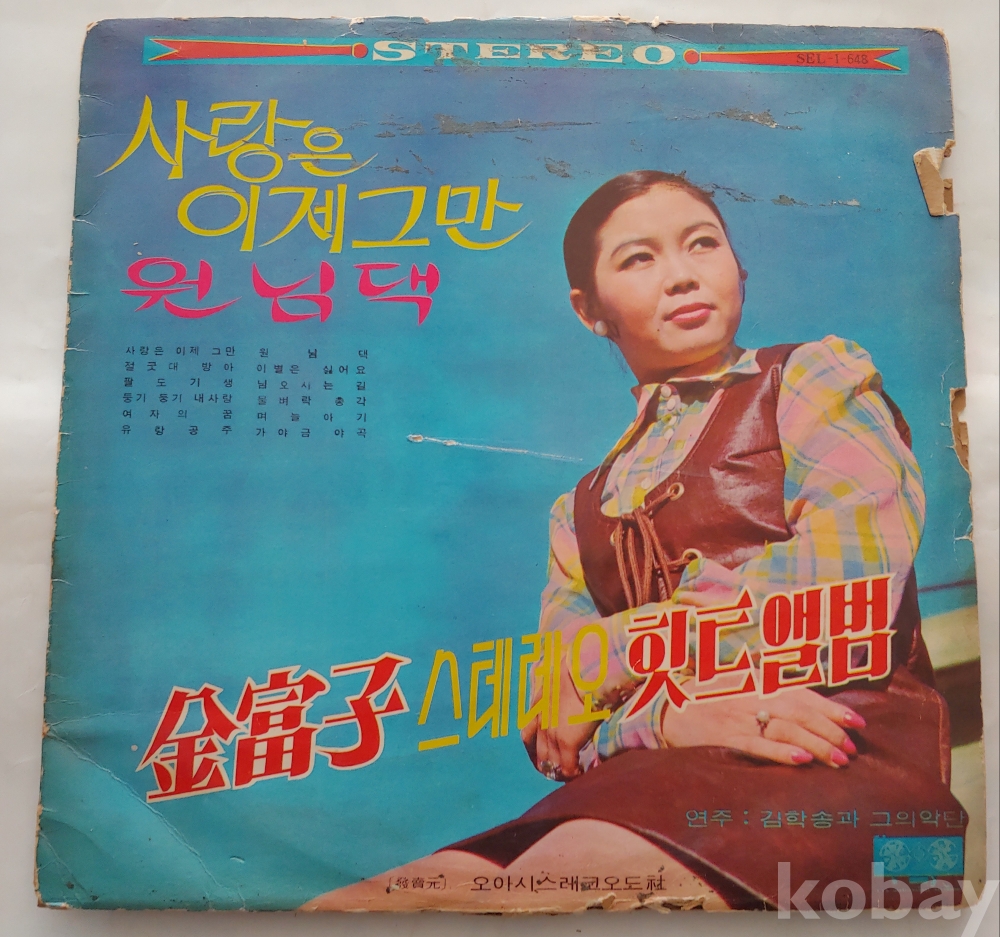 STEREO
SEL-1-648
사랑은
이제그만
원님댁
사랑은 이제 그만 원님댁
절굿대 방아 이별은 싫어요
팔도기생 님오시는 길
둥기 둥기 내사랑 물벼락 총각
여자의 꿈 며늘아기
유랑공주 가야금 야곡
金富子 스테레오 힛트앨범
연주 : 김학송과 그의악단
(發賣元) 오아시스래코오드社
kobay